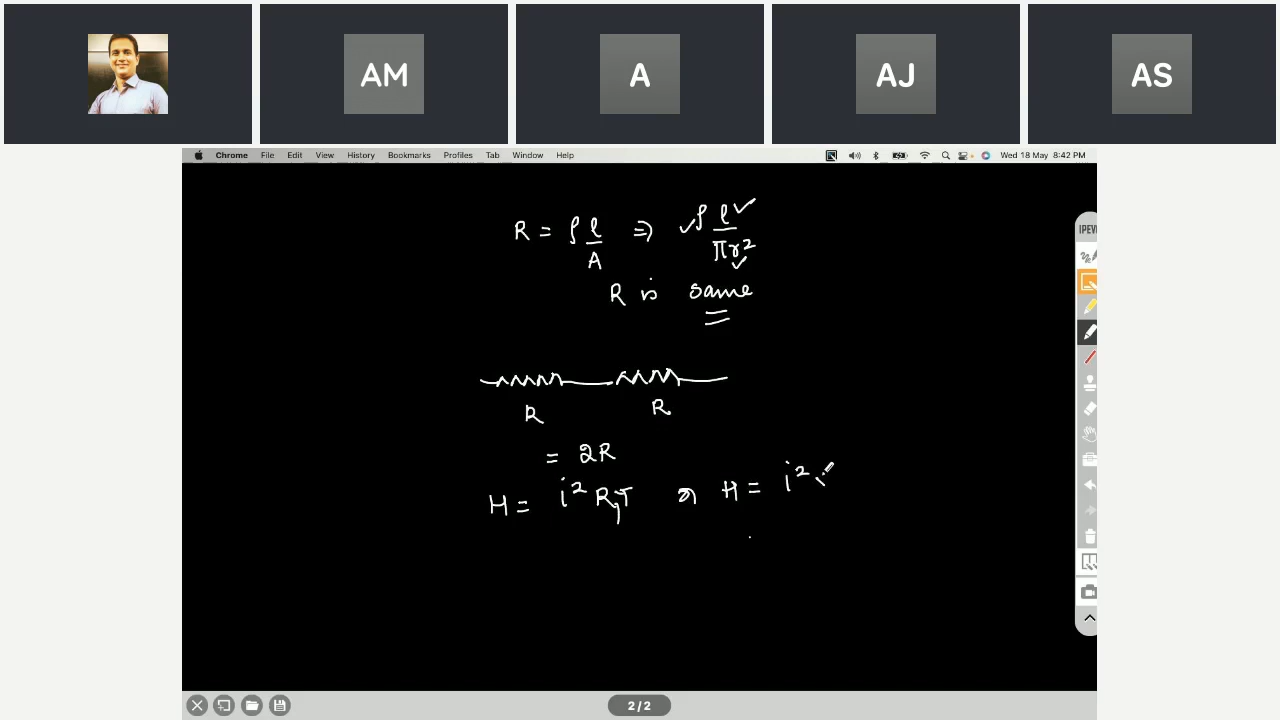 AM
A
AJ
AS
Chrome File Edit View History Bookmarks Profiles Tab Window Help
Wed 18 May 8:42 PM
IPEV
R = ρ l/A ⇒ ✓ρ l✓/πr²✓
R is same
R R
= 2R
H = i² R T H = i²
2/2